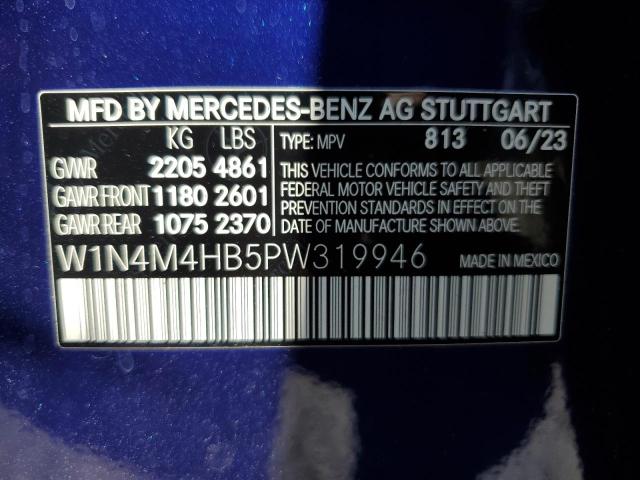 MFD BY MERCEDES-BENZ AG STUTTGART
KG LBS TYPE: MPV 813 06/23
GVWR 2205 4861
GAWR FRONT 1180 2601
GAWR REAR 1075 2370
THIS VEHICLE CONFORMS TO ALL APPLICABLE
FEDERAL MOTOR VEHICLE SAFETY AND THEFT
PREVENTION STANDARDS IN EFFECT ON THE
DATE OF MANUFACTURE SHOWN ABOVE.
W1N4M4HB5PW319946 MADE IN MEXICO